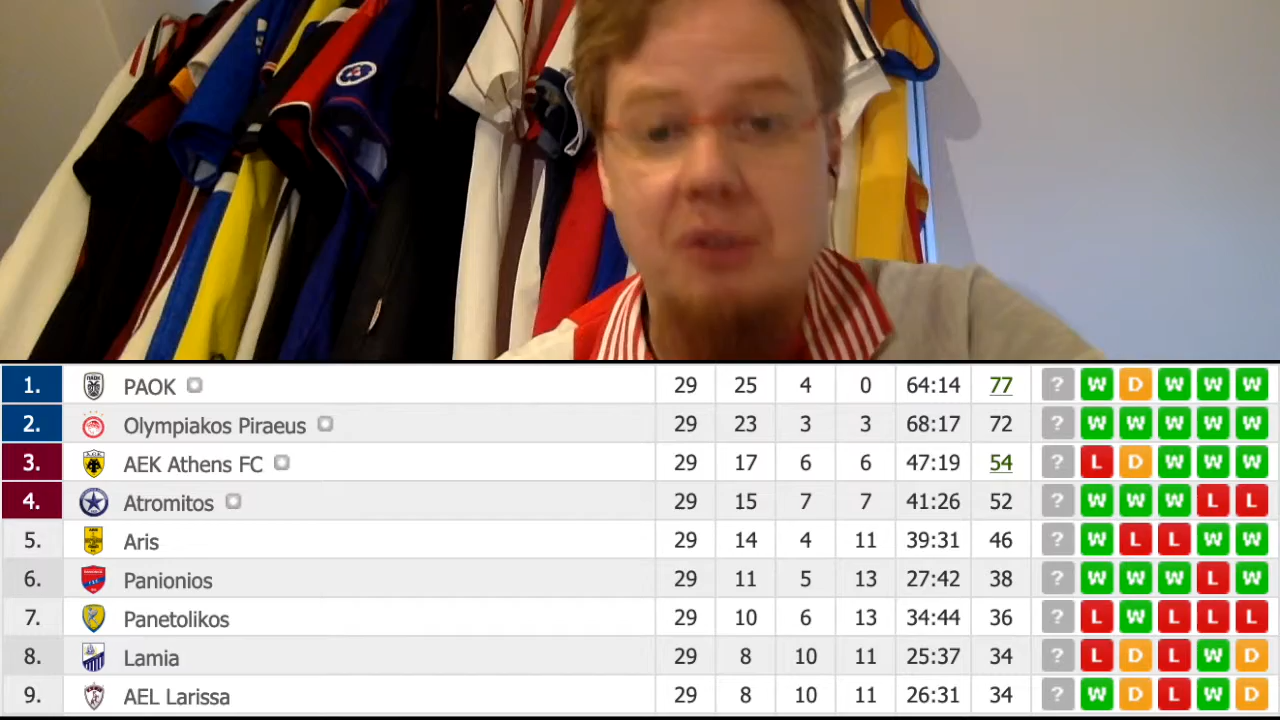 1. PAOK 29 25 4 0 64:14 77 ? W D W W W
2. Olympiakos Piraeus 29 23 3 3 68:17 72 ? W W W W W
3. AEK Athens FC 29 17 6 6 47:19 54 ? L D W W W
4. Atromitos 29 15 7 7 41:26 52 ? W W W L L
5. Aris 29 14 4 11 39:31 46 ? W L L W W
6. Panionios 29 11 5 13 27:42 38 ? W W W L W
7. Panetolikos 29 10 6 13 34:44 36 ? L W L L L
8. Lamia 29 8 10 11 25:37 34 ? L D L W D
9. AEL Larissa 29 8 10 11 26:31 34 ? W D L W D